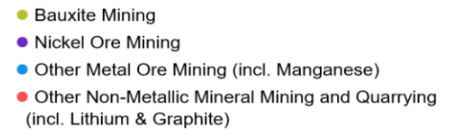 Bauxite Mining
Nickel Ore Mining
Other Metal Ore Mining (incl. Manganese)
Other Non-Metallic Mineral Mining and Quarrying
(incl. Lithium & Graphite)